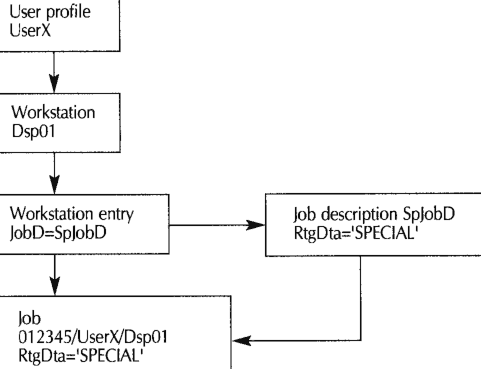 User profile
UserX
Workstation
Dsp01
Workstation entry
JobD=SpJobD
Job description SpJobD
RtgDta='SPECIAL'
Job
012345/UserX/Dsp01
RtgDta='SPECIAL'